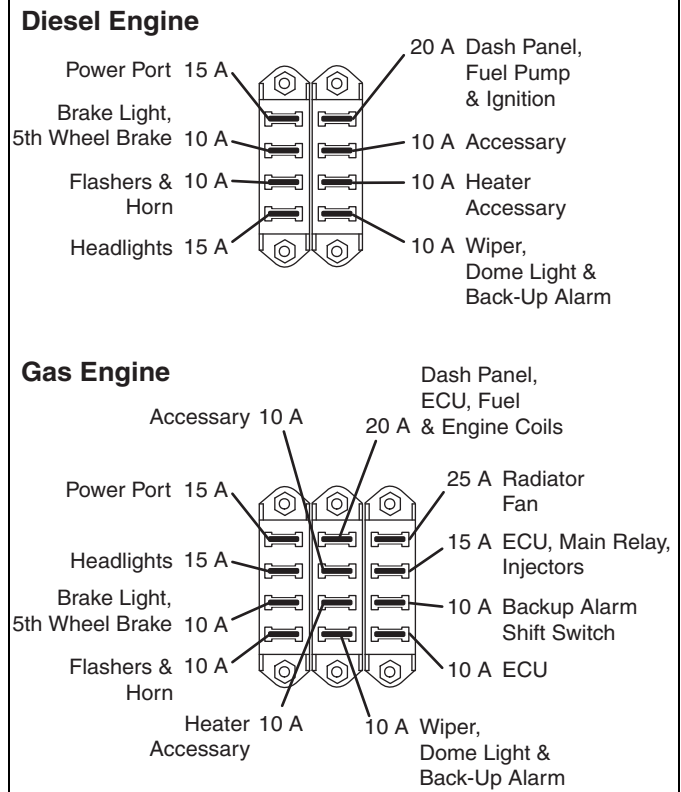 Diesel Engine
Power Port 15 A
Brake Light,
5th Wheel Brake 10 A
Flashers & 10 A
Horn
Headlights 15 A
20 A Dash Panel,
Fuel Pump
& Ignition
10 A Accessary
10 A Heater
Accessary
10 A Wiper,
Dome Light &
Back-Up Alarm
Gas Engine
Accessary 10 A
Dash Panel,
ECU, Fuel
20 A & Engine Coils
Power Port 15 A
Headlights 15 A
Brake Light,
5th Wheel Brake 10 A
Flashers & 10 A
Horn
Heater 10 A
Accessary
25 A Radiator
Fan
15 A ECU, Main Relay,
Injectors
10 A Backup Alarm
Shift Switch
10 A ECU
10 A Wiper,
Dome Light &
Back-Up Alarm